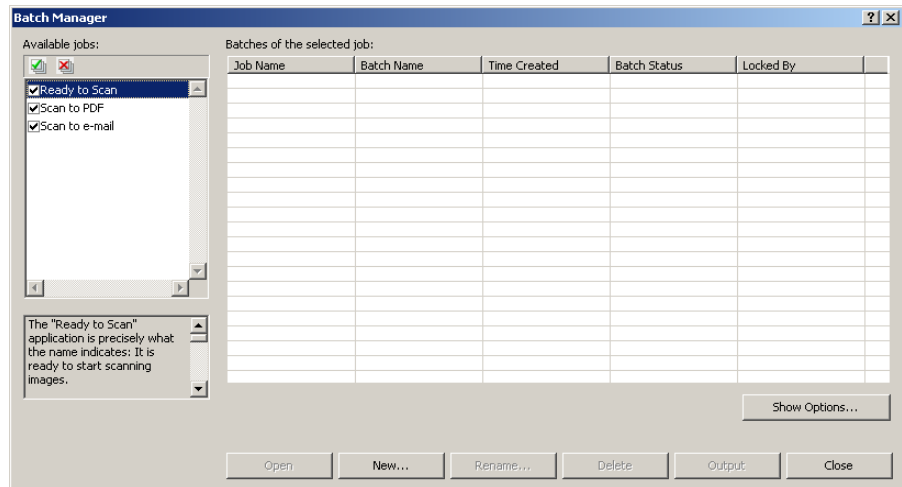 Batch Manager
Available jobs:
Batches of the selected job:
Job Name Batch Name Time Created Batch Status Locked By
Ready to Scan
Scan to PDF
Scan to e-mail
The "Ready to Scan"
application is precisely what
the name indicates: It is
ready to start scanning
images.
Show Options...
Open New... Rename... Delete Output Close